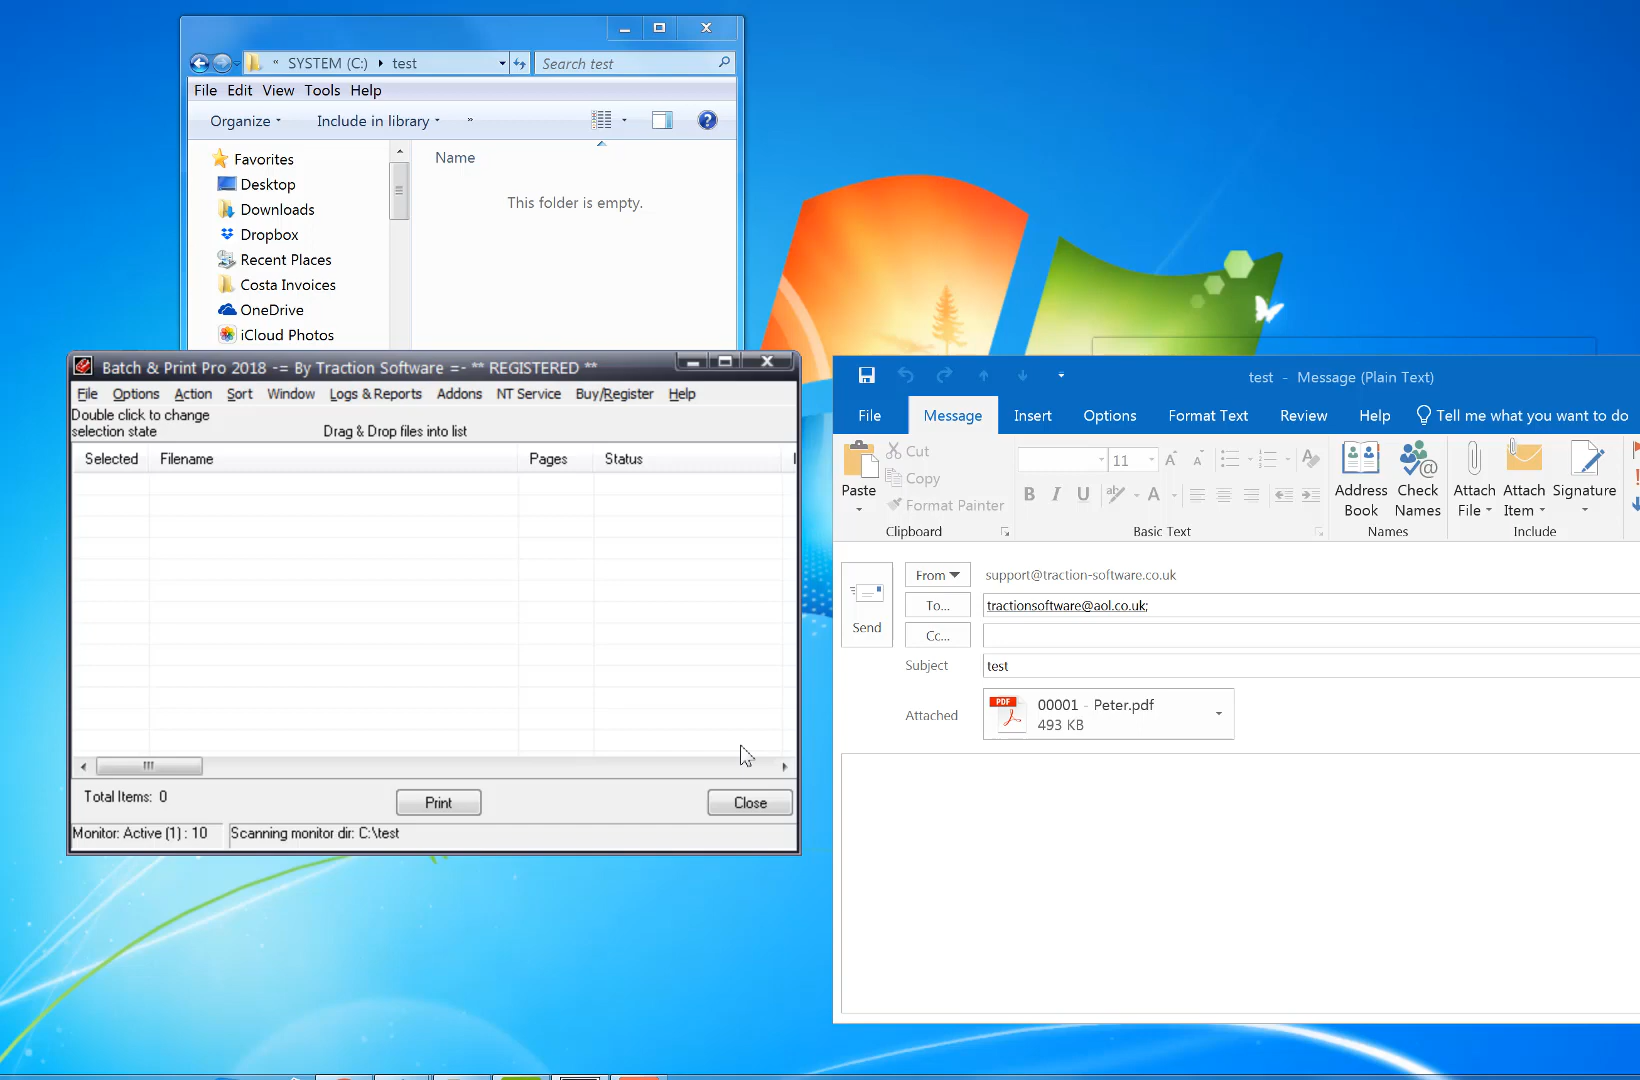 « SYSTEM (C:) ▸ test
Search test
File Edit View Tools Help
Organize
Include in library
»
Favorites
Desktop
Downloads
Dropbox
Recent Places
Costa Invoices
OneDrive
iCloud Photos
Name
This folder is empty.
Batch & Print Pro 2018 -= By Traction Software =- ** REGISTERED **
File Options Action Sort Window Logs & Reports Addons NT Service Buy/Register Help
Double click to change
selection state
Drag & Drop files into list
Selected Filename Pages Status
Total Items: 0
Print
Close
Monitor: Active (1) : 10
Scanning monitor dir: C:\test
test - Message (Plain Text)
File Message Insert Options Format Text Review Help Tell me what you want to do
Paste
Cut
Copy
Format Painter
Clipboard
11
B I U
Basic Text
Address
Book
Check
Names
Names
Attach
File
Attach
Item
Signature
Include
Send
From
support@traction-software.co.uk
To...
tractionsoftware@aol.co.uk;
Cc...
Subject
test
Attached
PDF
00001 - Peter.pdf
493 KB